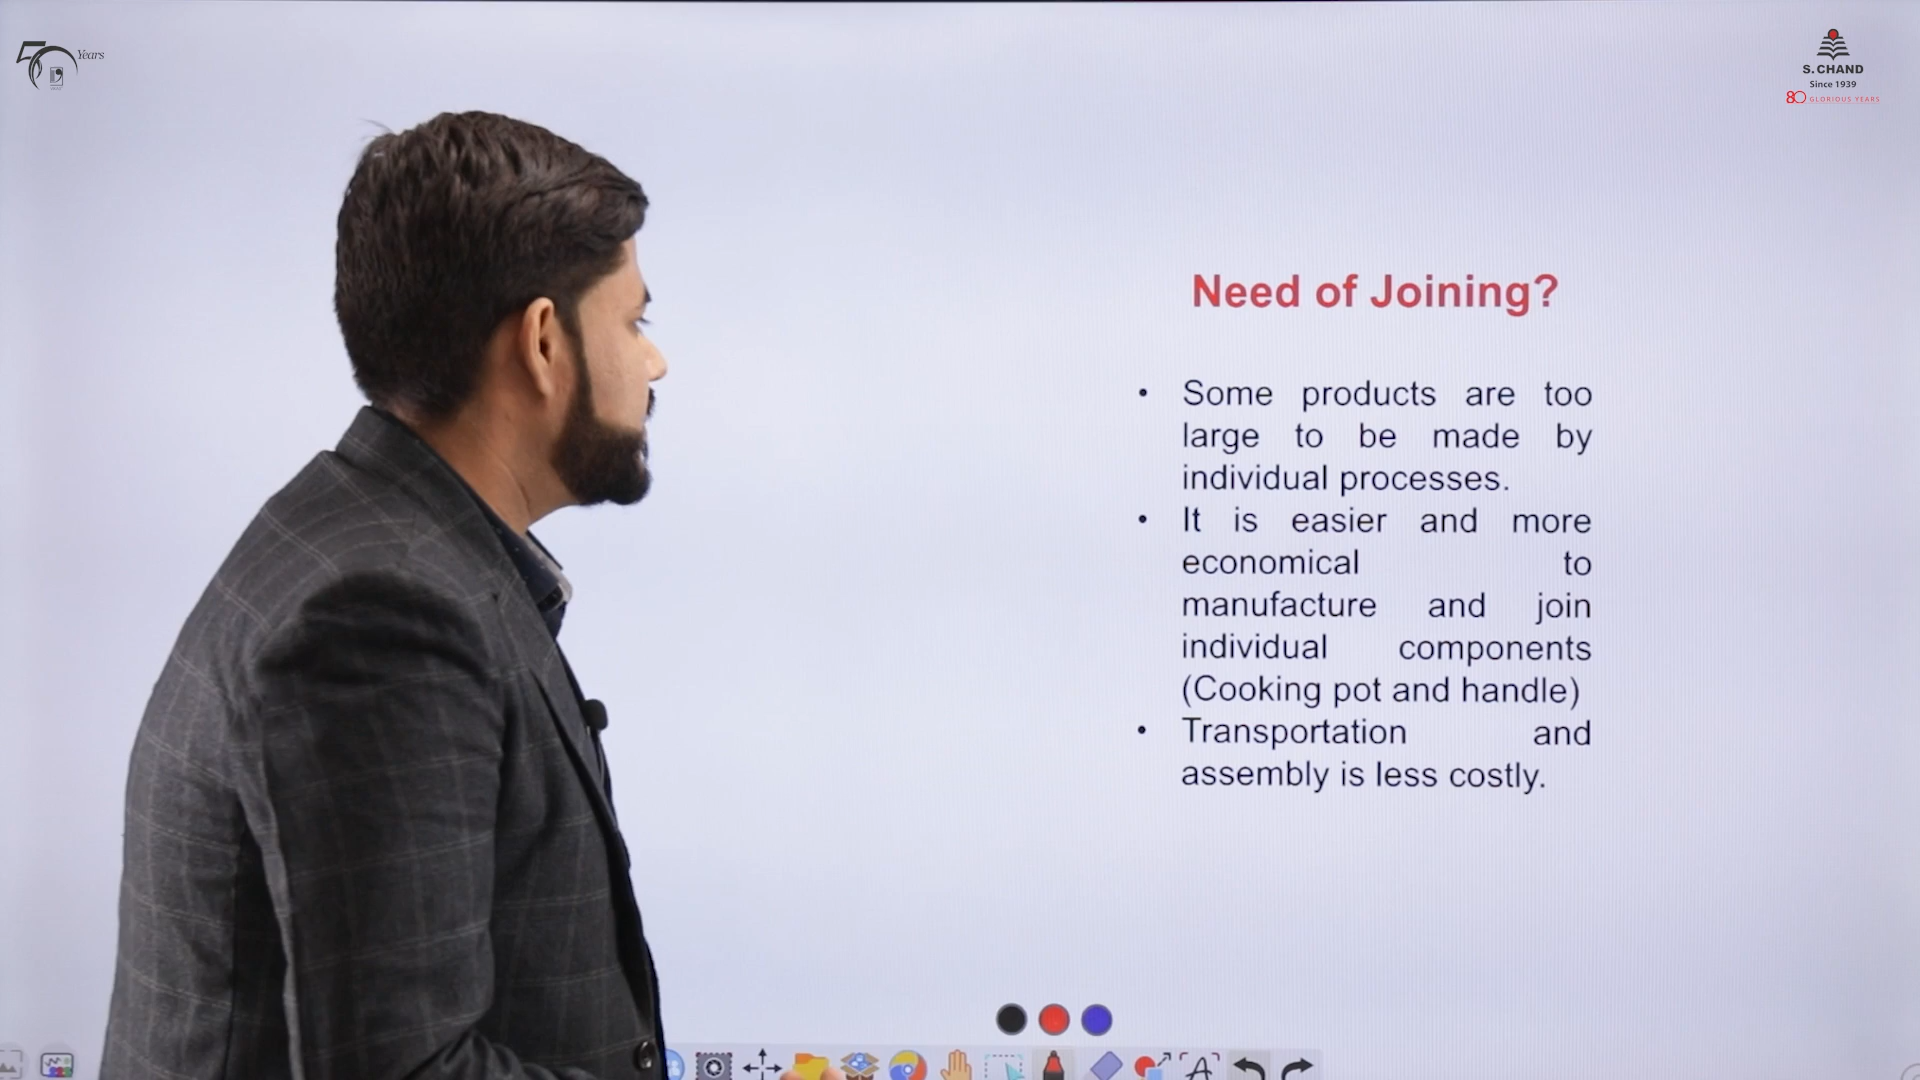 50 Years
S. CHAND
Since 1939
80 GLORIOUS YEARS
Need of Joining?
• Some products are too
large to be made by
individual processes.
• It is easier and more
economical to
manufacture and join
individual components
(Cooking pot and handle)
• Transportation and
assembly is less costly.